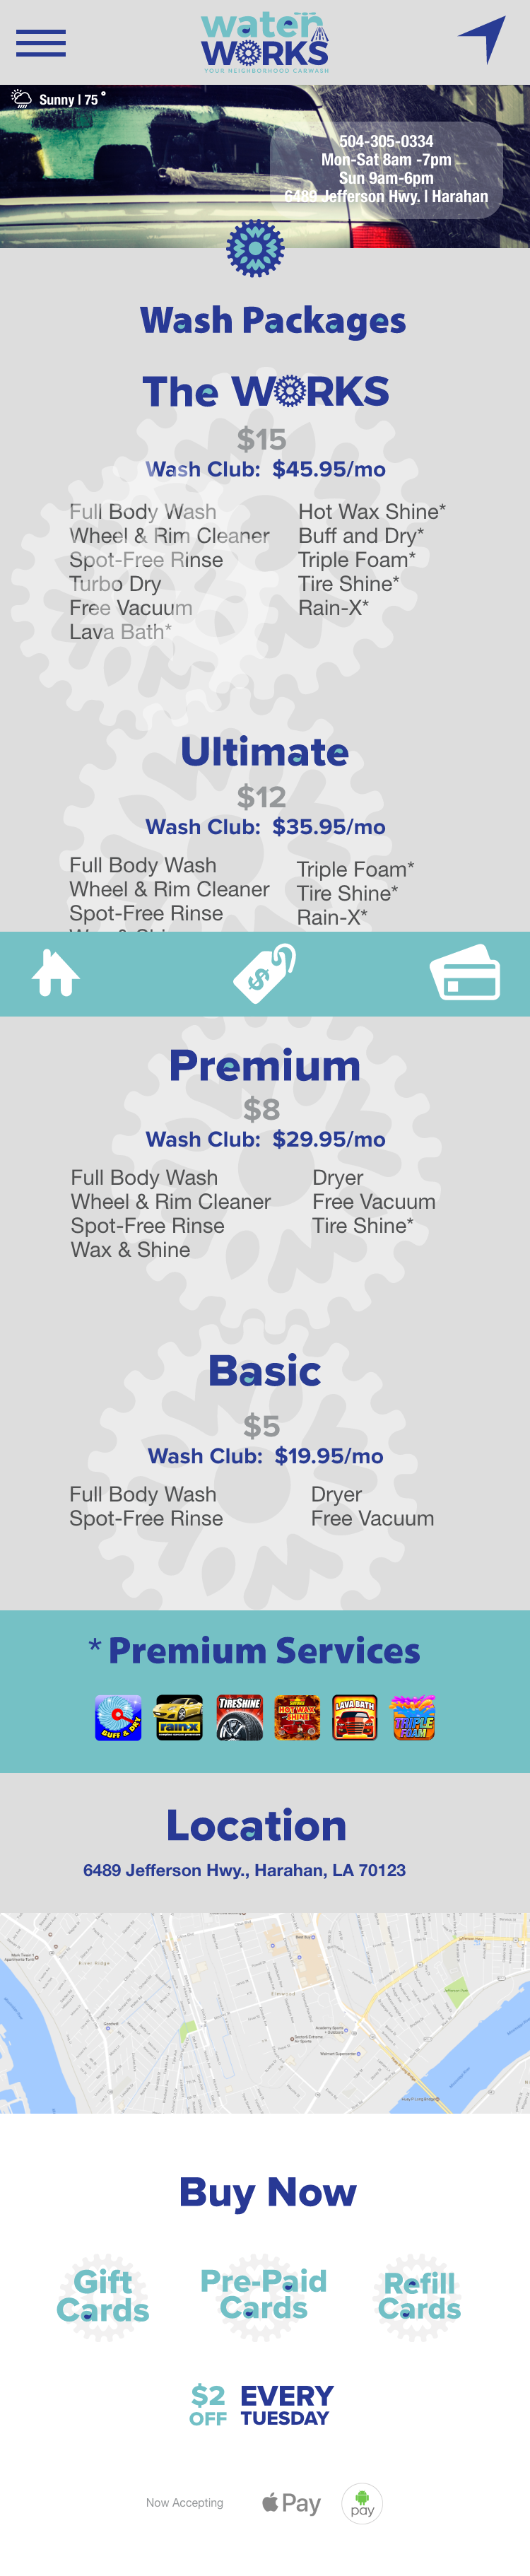 water
WORKS
YOUR NEIGHBORHOOD CARWASH
Sunny | 75 °
504-305-0334
Mon-Sat 8am -7pm
Sun 9am-6pm
6489 Jefferson Hwy. | Harahan
Wash Packages
The WORKS
$15
Wash Club: $45.95/mo
Full Body Wash
Wheel & Rim Cleaner
Spot-Free Rinse
Turbo Dry
Free Vacuum
Lava Bath*
Hot Wax Shine*
Buff and Dry*
Triple Foam*
Tire Shine*
Rain-X*
Ultimate
$12
Wash Club: $35.95/mo
Full Body Wash
Wheel & Rim Cleaner
Spot-Free Rinse
Triple Foam*
Tire Shine*
Rain-X*
$
Premium
$8
Wash Club: $29.95/mo
Full Body Wash
Wheel & Rim Cleaner
Spot-Free Rinse
Wax & Shine
Dryer
Free Vacuum
Tire Shine*
Basic
$5
Wash Club: $19.95/mo
Full Body Wash
Spot-Free Rinse
Dryer
Free Vacuum
* Premium Services
BUFF & DRY
rain-x
TIRESHINE
HOT WAX SHINE
LAVA BATH
TRIPLE FOAM
Location
6489 Jefferson Hwy., Harahan, LA 70123
Buy Now
Gift
Cards
Pre-Paid
Cards
Refill
Cards
$2 EVERY
OFF TUESDAY
Now Accepting
Pay
pay